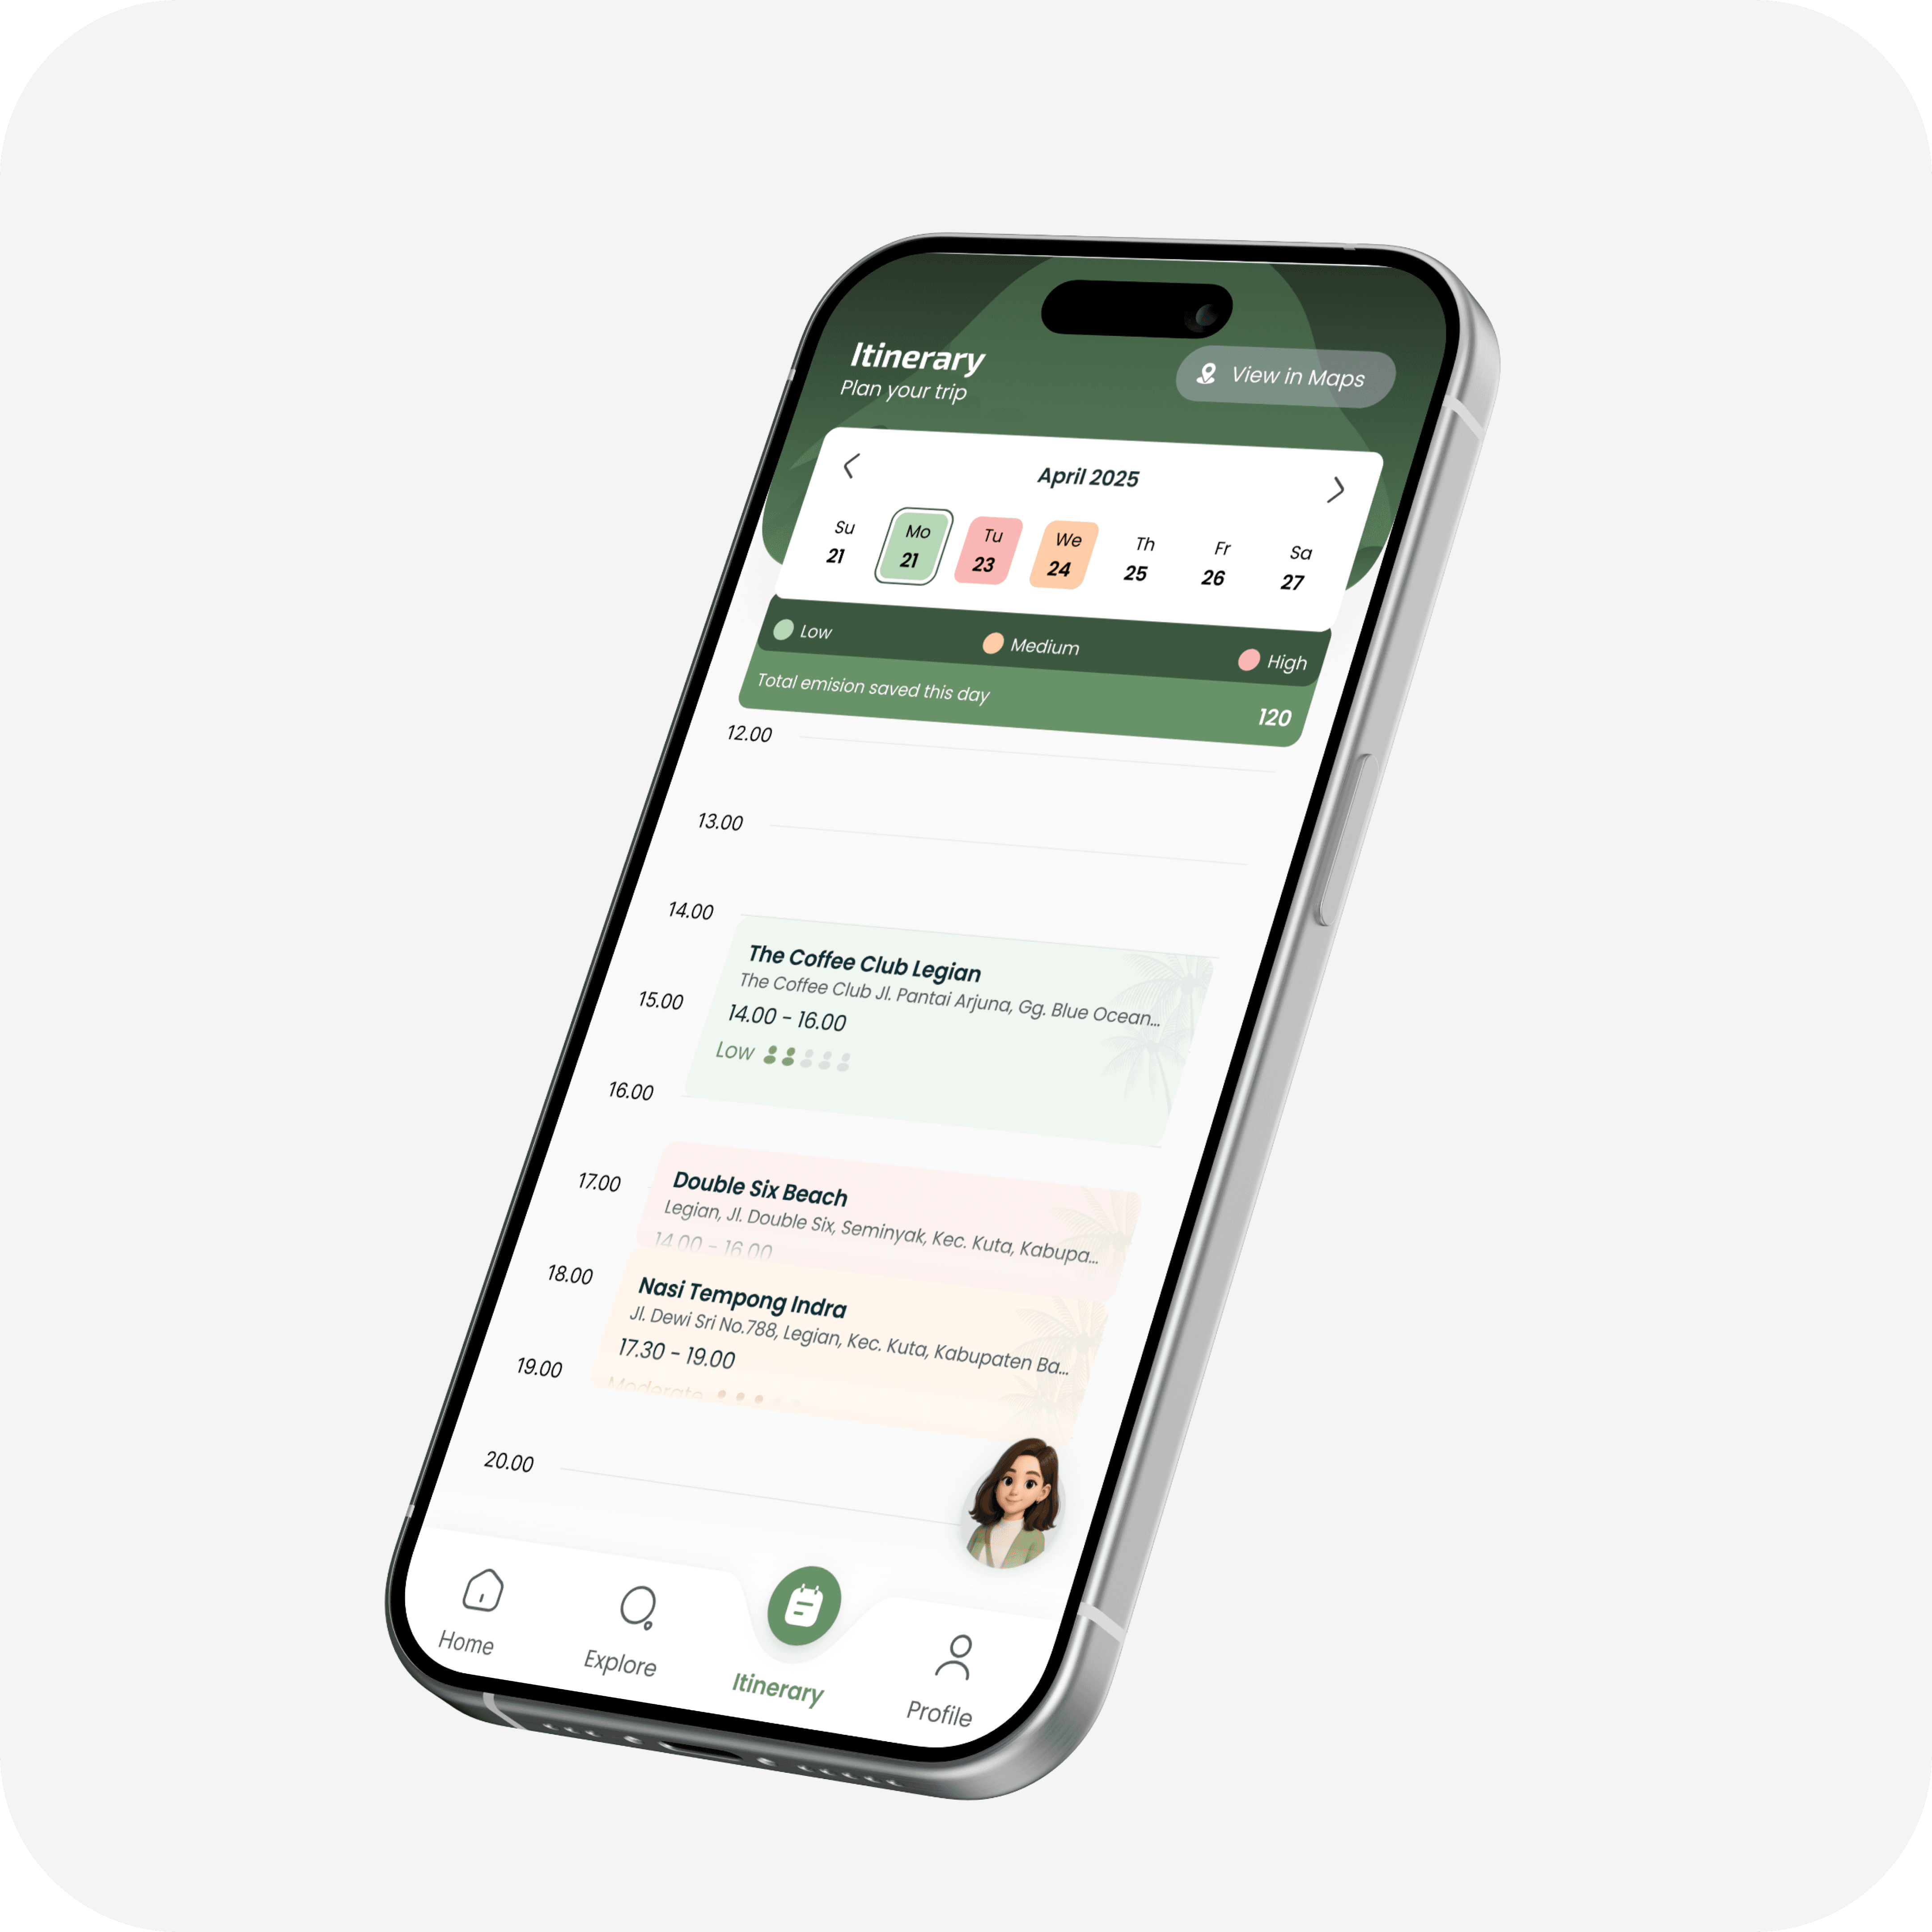 Itinerary
Plan your trip
View in Maps
April 2025
Su Mo Tu We Th Fr Sa
21 21 23 24 25 26 27
Low Medium High
Total emision saved this day 120
12.00
13.00
14.00
The Coffee Club Legian
The Coffee Club Jl. Pantai Arjuna, Gg. Blue Ocean...
15.00
14.00 - 16.00
Low
16.00
17.00
Double Six Beach
Legian, Jl. Double Six, Seminyak, Kec. Kuta, Kabupa...
14.00 - 16.00
18.00
Nasi Tempong Indra
Jl. Dewi Sri No.788, Legian, Kec. Kuta, Kabupaten Ba...
17.30 - 19.00
19.00
Moderate
20.00
Home
Explore
Itinerary
Profile